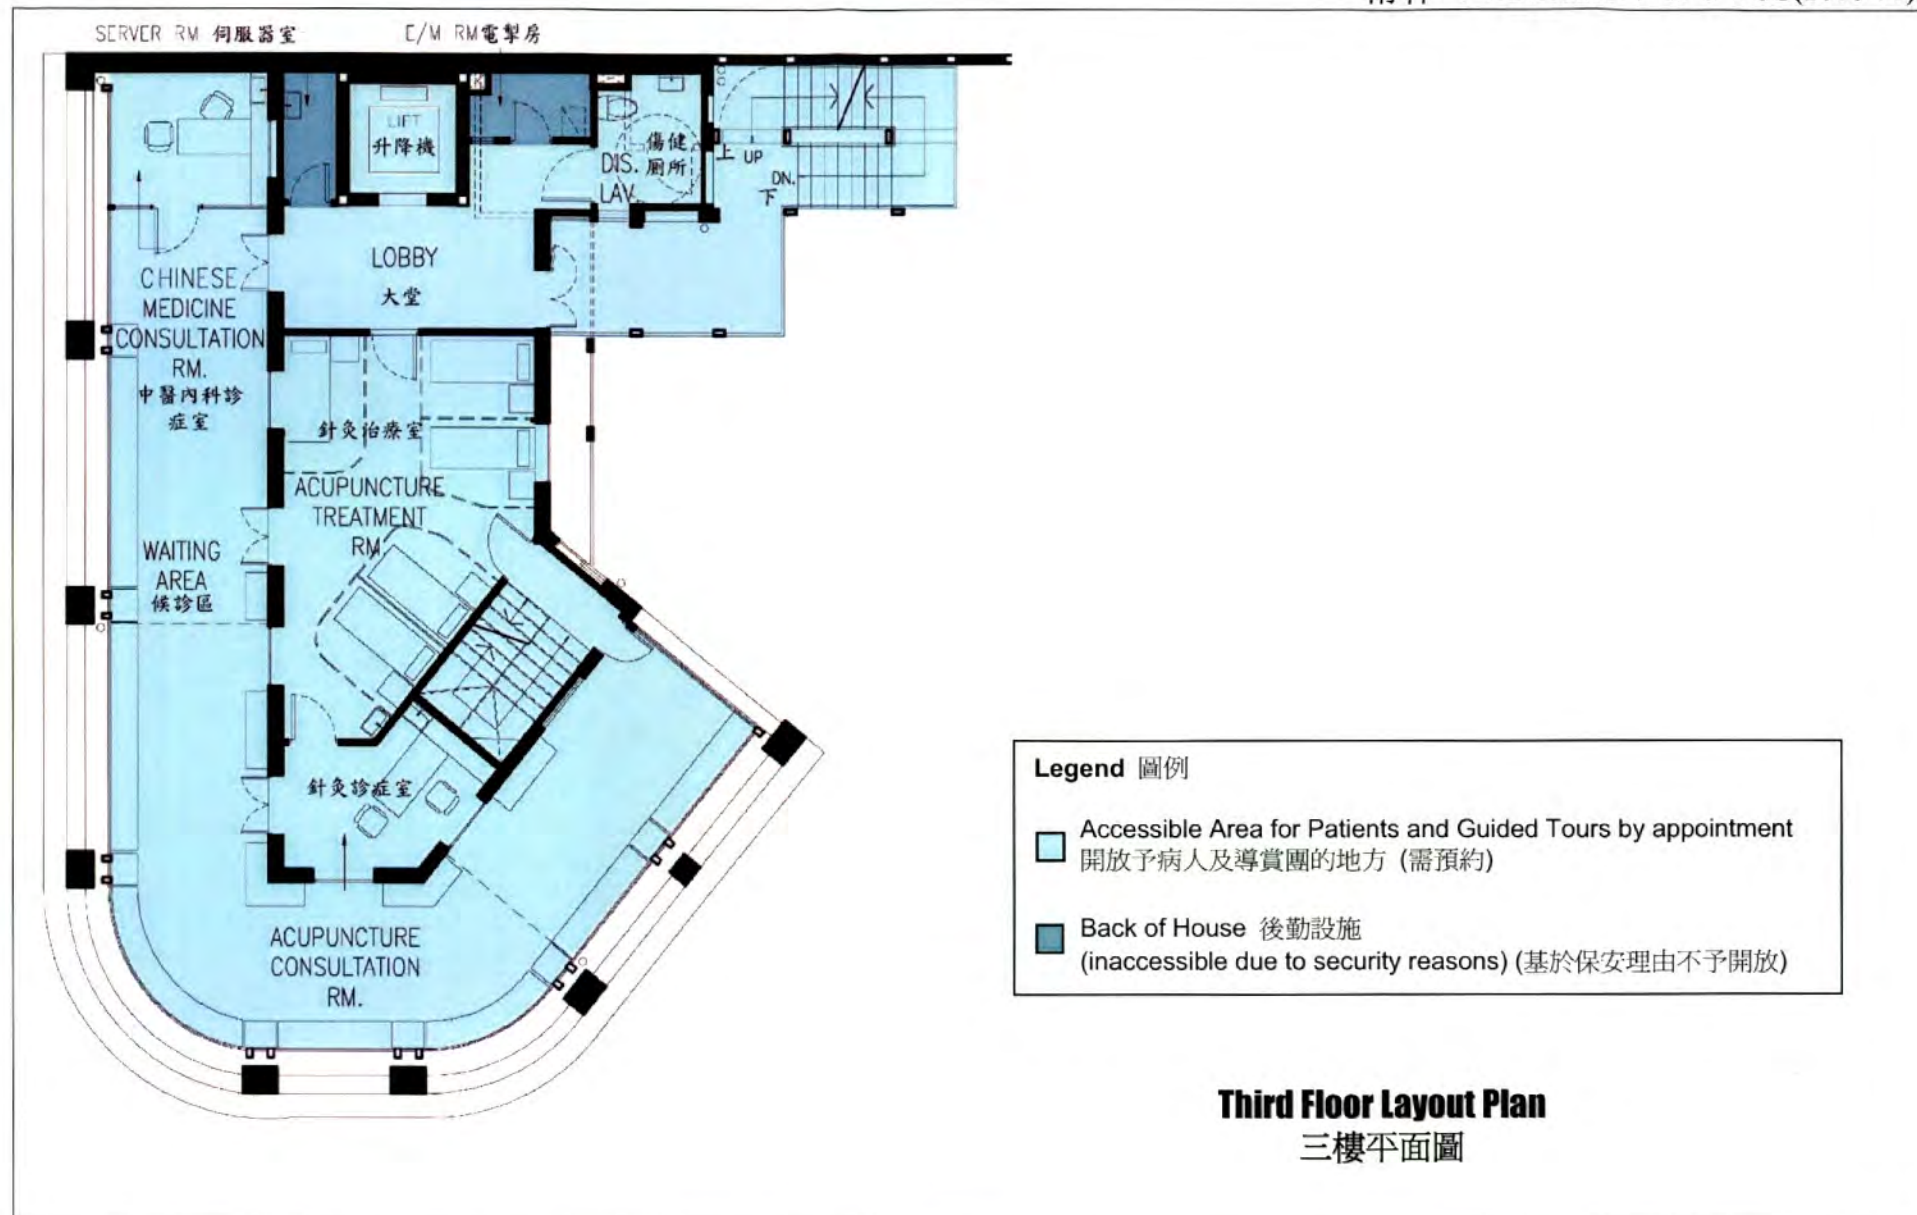 SERVER RM 伺服器室
E/M RM電掣房
LIFT
升降機
傷健
廁所
DIS.
LAV.
上 UP
DN.
下
LOBBY
大堂
CHINESE
MEDICINE
CONSULTATION
RM.
中醫內科診
症室
針灸治療室
ACUPUNCTURE
TREATMENT
RM
WAITING
AREA
候診區
針灸診症室
ACUPUNCTURE
CONSULTATION
RM.
Legend 圖例
Accessible Area for Patients and Guided Tours by appointment
開放予病人及導賞團的地方 (需預約)
Back of House 後勤設施
(inaccessible due to security reasons) (基於保安理由不予開放)
Third Floor Layout Plan
三樓平面圖